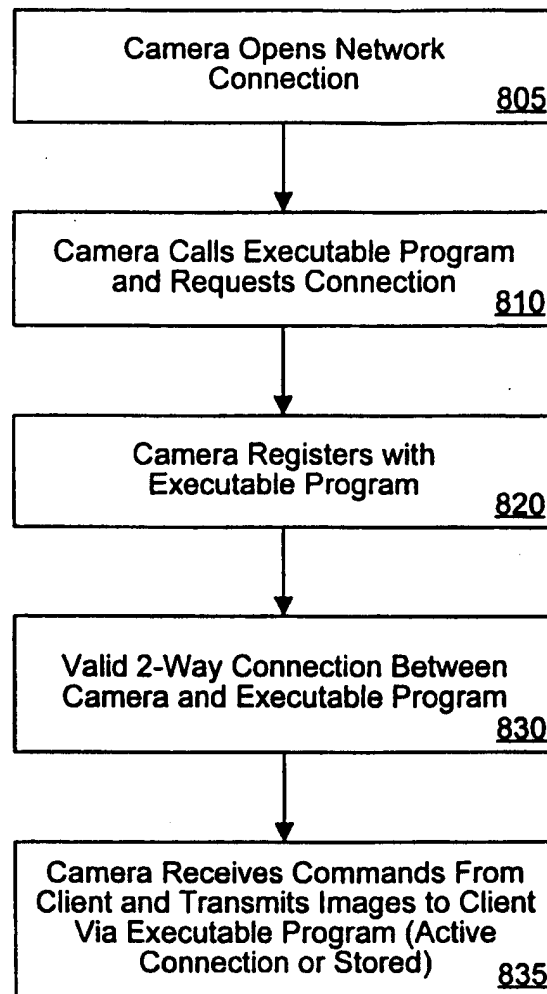 Camera Opens Network
Connection
805
Camera Calls Executable Program
and Requests Connection
810
Camera Registers with
Executable Program
820
Valid 2-Way Connection Between
Camera and Executable Program
830
Camera Receives Commands From
Client and Transmits Images to Client
Via Executable Program (Active
Connection or Stored)
835